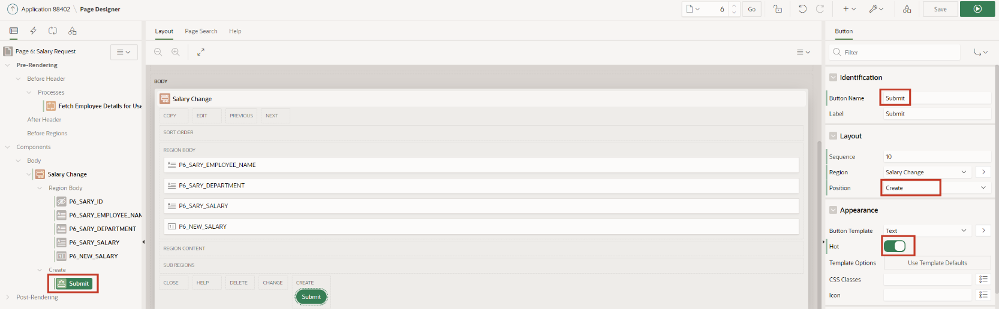 Application 88402 \ Page Designer
6
Go
Save
Layout
Page Search
Help
Button
Page 6: Salary Request
Pre-Rendering
Before Header
Processes
Fetch Employee Details for Use
After Header
Before Regions
Components
Body
Salary Change
Region Body
P6_SARY_ID
P6_SARY_EMPLOYEE_NAM
P6_SARY_DEPARTMENT
P6_SARY_SALARY
P6_NEW_SALARY
Create
Submit
Post-Rendering
BODY
Salary Change
COPY
EDIT
PREVIOUS
NEXT
SORT ORDER
REGION BODY
P6_SARY_EMPLOYEE_NAME
P6_SARY_DEPARTMENT
P6_SARY_SALARY
P6_NEW_SALARY
REGION CONTENT
SUB REGIONS
CLOSE
HELP
DELETE
CHANGE
CREATE
Submit
Filter
Identification
Button Name Submit
Label Submit
Layout
Sequence 10
Region Salary Change
Position Create
Appearance
Button Template Text
Hot
Template Options Use Template Defaults
CSS Classes
Icon